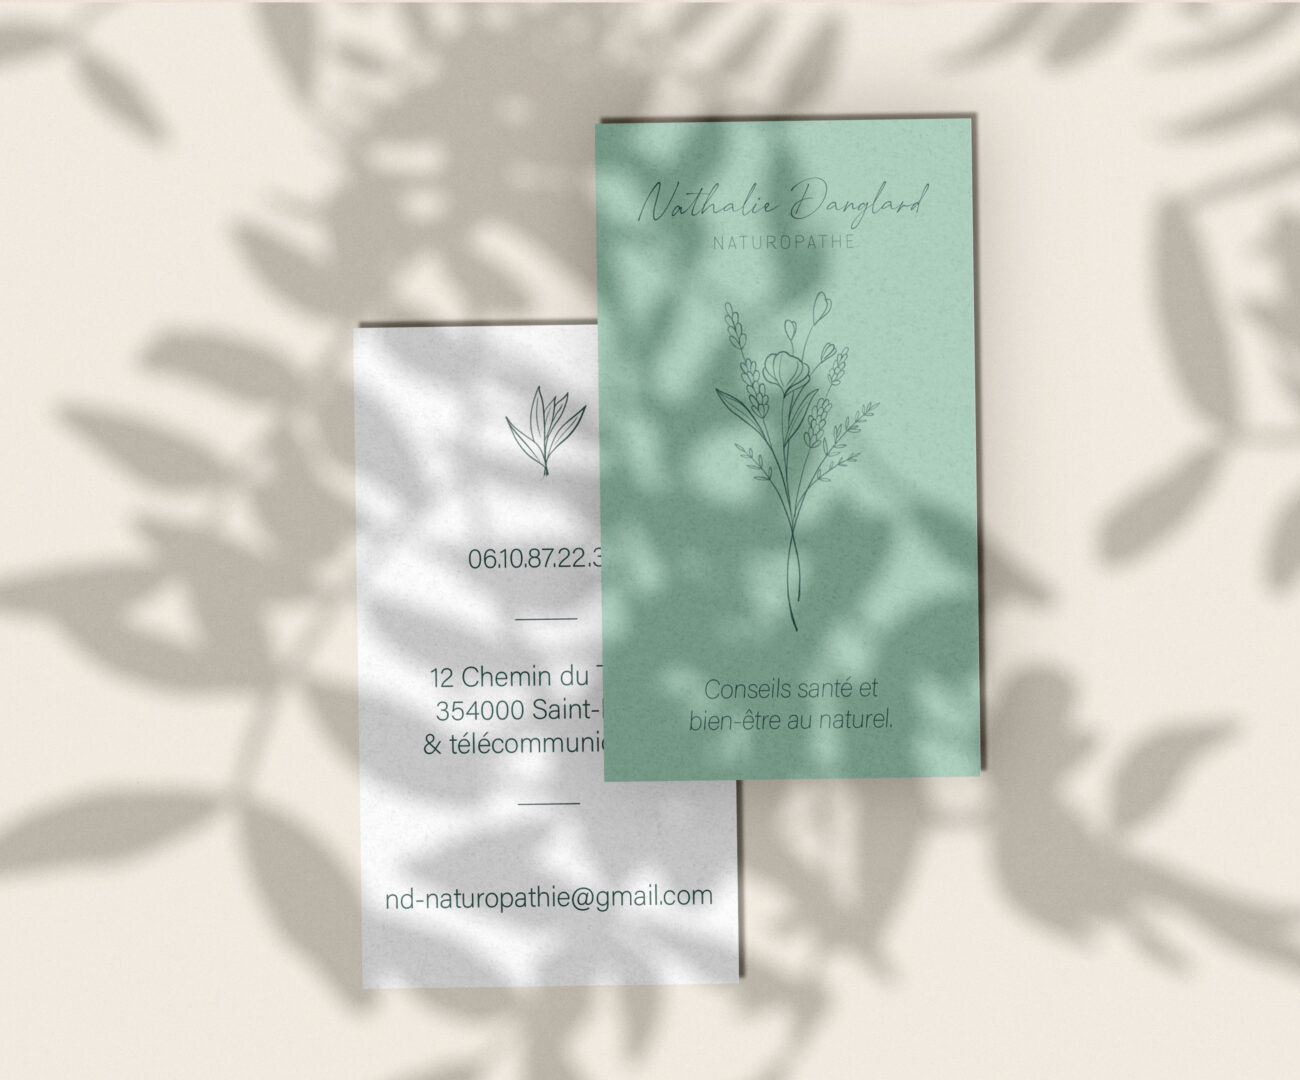 Nathalie Danglard
NATUROPATHE
Conseils santé et
bien-être au naturel.
06.10.87.22.3
12 Chemin du
354000 Saint-
& télécommuni
nd-naturopathie@gmail.com